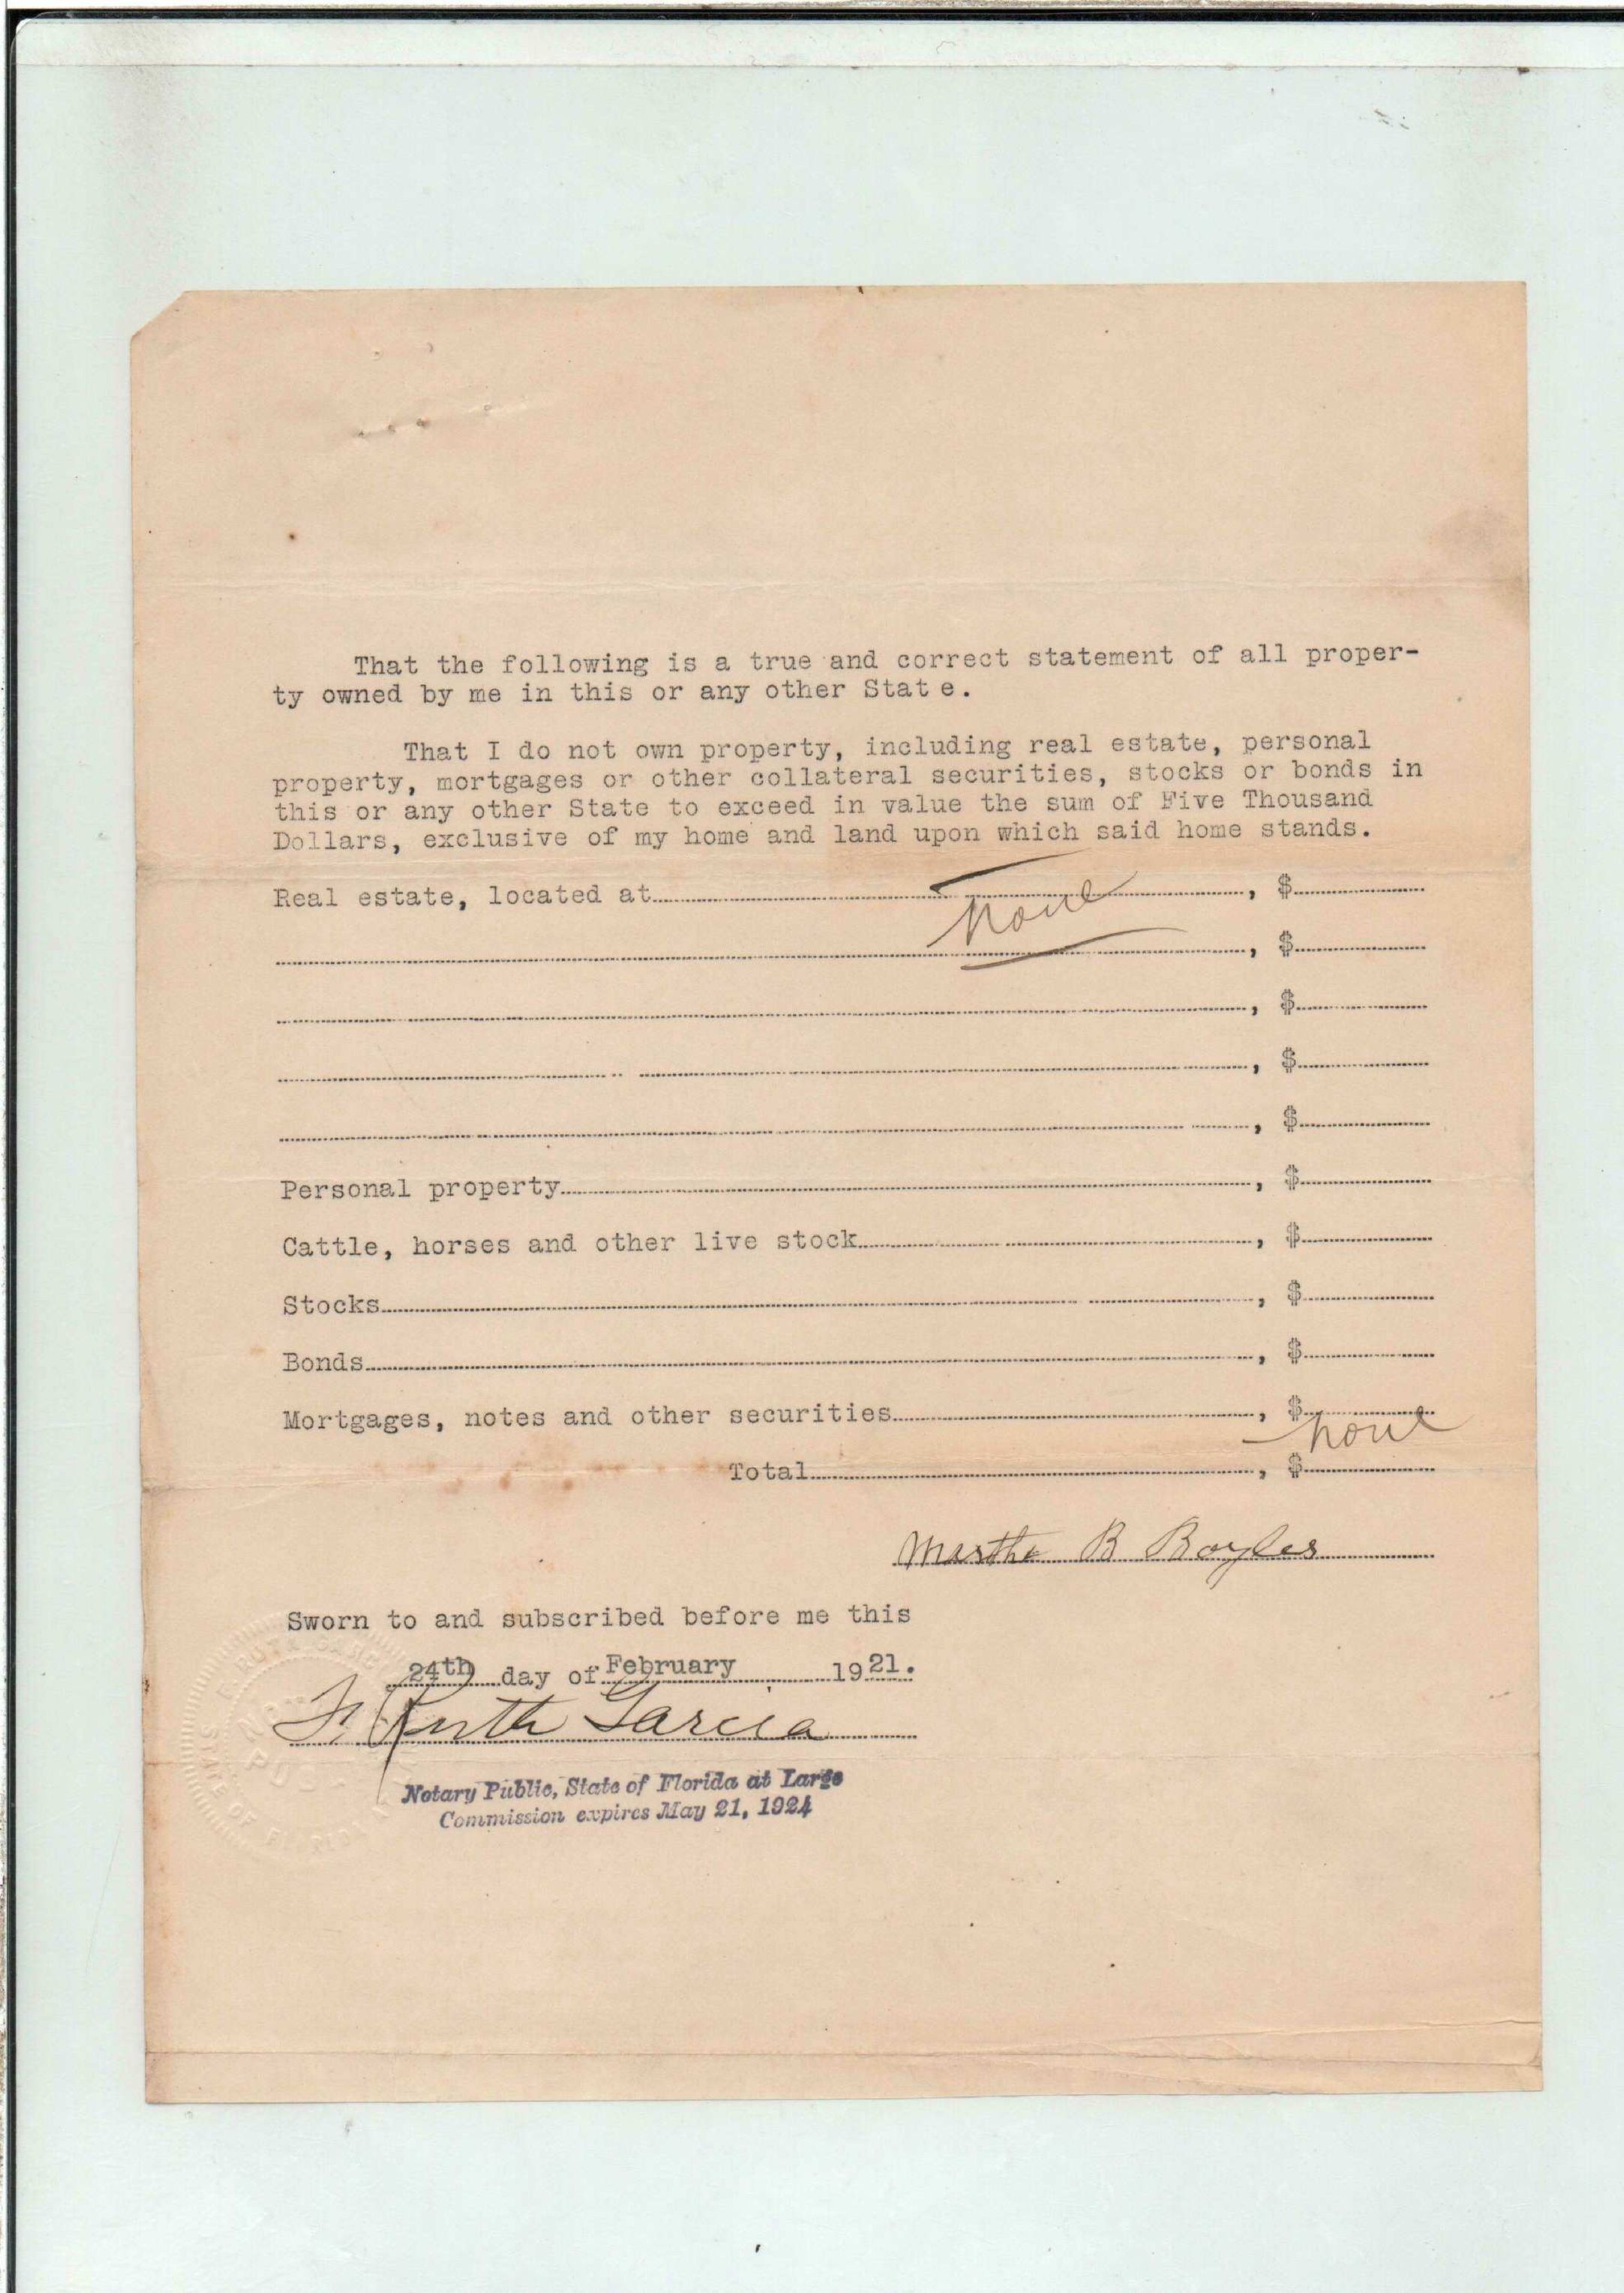 That the following is a true and correct statement of all proper-
ty owned by me in this or any other State.
That I do not own property, including real estate, personal
property, mortgages or other collateral securities, stocks or bonds in
this or any other State to exceed in value the sum of Five Thousand
Dollars, exclusive of my home and land upon which said home stands.
Real estate, located at, $
None
, $
, $
, $
, $
Personal property, $
Cattle, horses and other live stock, $
Stocks, $
Bonds, $
Mortgages, notes and other securities, $
none
Total, $
Martha B Boyles
Sworn to and subscribed before me this
24th day of February 1921.
F. Ruth Garcia
Notary Public, State of Florida at Large
Commission expires May 21, 1924